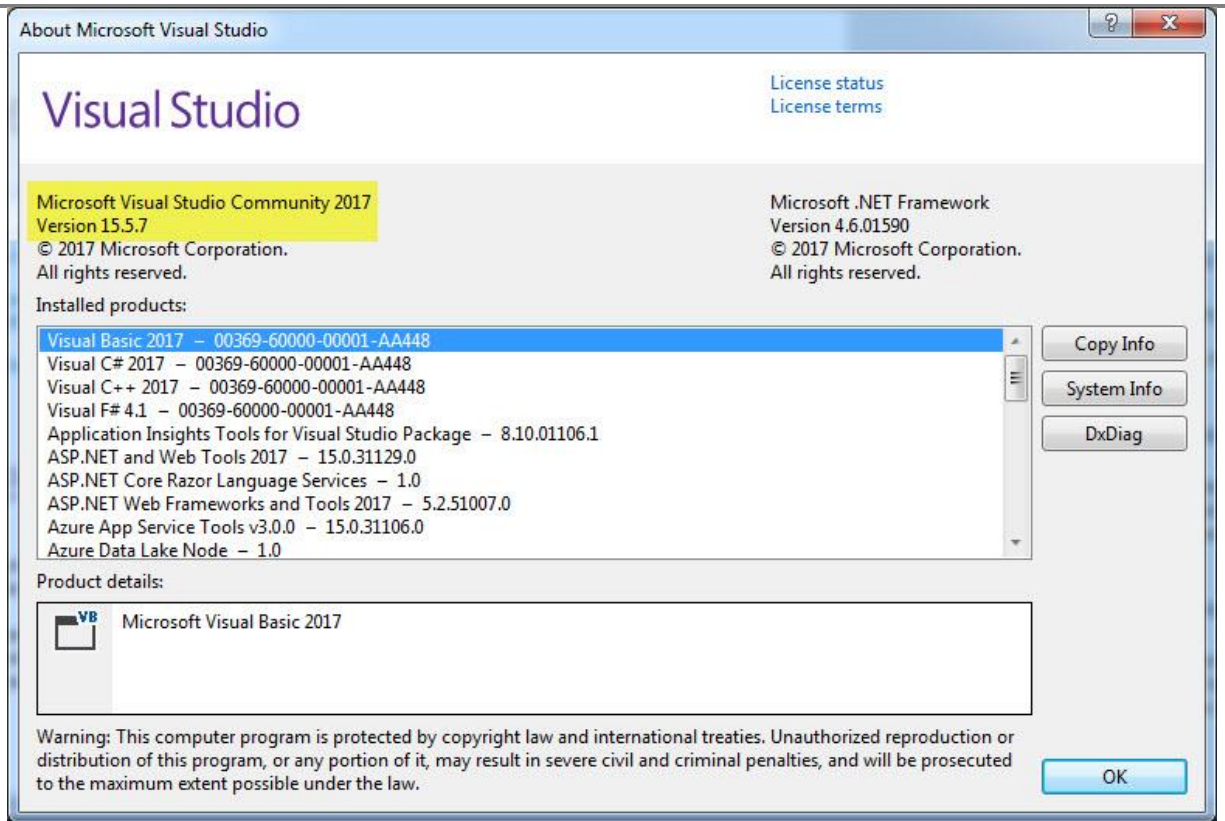 About Microsoft Visual Studio
Visual Studio
License status
License terms
Microsoft Visual Studio Community 2017
Version 15.5.7
© 2017 Microsoft Corporation.
All rights reserved.
Microsoft .NET Framework
Version 4.6.01590
© 2017 Microsoft Corporation.
All rights reserved.
Installed products:
Visual Basic 2017 – 00369-60000-00001-AA448
Visual C# 2017 – 00369-60000-00001-AA448
Visual C++ 2017 – 00369-60000-00001-AA448
Visual F# 4.1 – 00369-60000-00001-AA448
Application Insights Tools for Visual Studio Package – 8.10.01106.1
ASP.NET and Web Tools 2017 – 15.0.31129.0
ASP.NET Core Razor Language Services – 1.0
ASP.NET Web Frameworks and Tools 2017 – 5.2.51007.0
Azure App Service Tools v3.0.0 – 15.0.31106.0
Azure Data Lake Node – 1.0
Copy Info
System Info
DxDiag
Product details:
VB
Microsoft Visual Basic 2017
Warning: This computer program is protected by copyright law and international treaties. Unauthorized reproduction or
distribution of this program, or any portion of it, may result in severe civil and criminal penalties, and will be prosecuted
to the maximum extent possible under the law.
OK